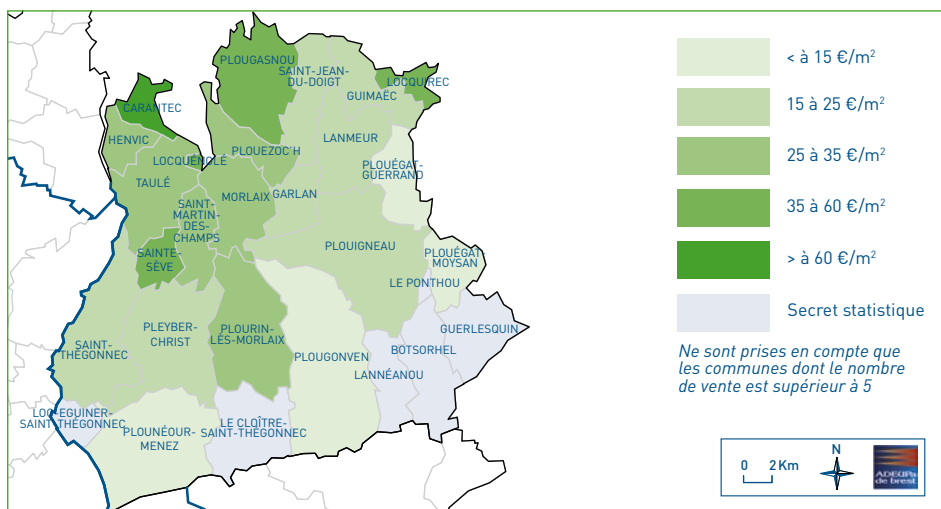 PLOUGASNOU
SAINT-JEAN-
DU-DOIGT
LOCQUIREC
GUIMAËC
CARANTEC
HENVIC
LANMEUR
PLOUEZOC'H
LOCQUÉNOLÉ
PLOUÉGAT-
GUERRAND
TAULÉ
MORLAIX
GARLAN
SAINT-
MARTIN-
DES-
CHAMPS
PLOUIGNEAU
SAINTE-
SÈVE
PLOUÉGAT-
MOYSAN
LE PONTHOU
GUERLESQUIN
PLEYBER-
CHRIST
PLOURIN-
LÈS-MORLAIX
SAINT-
THÉGONNEC
PLOUGONVEN
BOTSORHEL
LANNÉANOU
LOC-EGUINER-
SAINT-THÉGONNEC
LE CLOÎTRE-
SAINT-THÉGONNEC
PLOUNÉOUR-
MENEZ
< à 15 €/m²
15 à 25 €/m²
25 à 35 €/m²
35 à 60 €/m²
> à 60 €/m²
Secret statistique
Ne sont prises en compte que
les communes dont le nombre
de vente est supérieur à 5
0 2 Km
N
ADEUPa
de brest